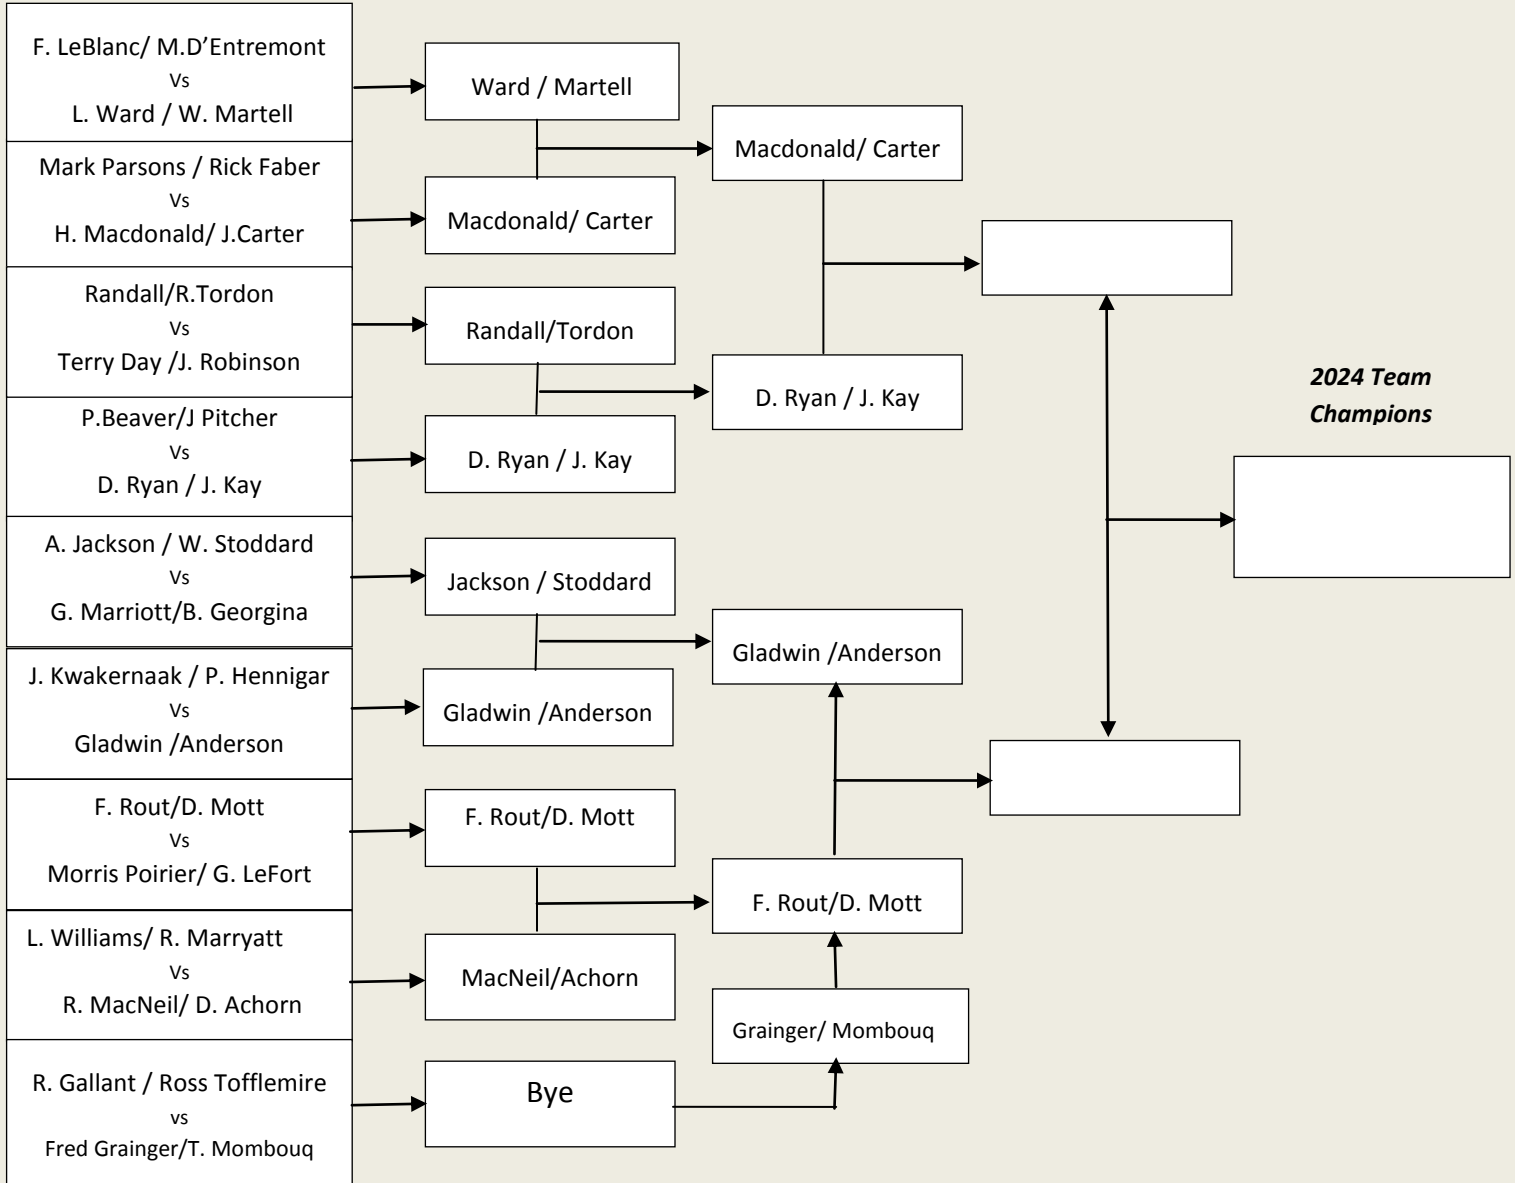 F. LeBlanc/ M.D’Entremont
Vs
L. Ward / W. Martell
Mark Parsons / Rick Faber
Vs
H. Macdonald/ J.Carter
Randall/R.Tordon
Vs
Terry Day /J. Robinson
P.Beaver/J Pitcher
Vs
D. Ryan / J. Kay
A. Jackson / W. Stoddard
Vs
G. Marriott/B. Georgina
J. Kwakernaak / P. Hennigar
Vs
Gladwin /Anderson
F. Rout/D. Mott
Vs
Morris Poirier/ G. LeFort
L. Williams/ R. Marryatt
Vs
R. MacNeil/ D. Achorn
R. Gallant / Ross Tofflemire
vs
Fred Grainger/T. Mombouq
Ward / Martell
Macdonald/ Carter
Randall/Tordon
D. Ryan / J. Kay
Jackson / Stoddard
Gladwin /Anderson
F. Rout/D. Mott
MacNeil/Achorn
Bye
Macdonald/ Carter
D. Ryan / J. Kay
Gladwin /Anderson
F. Rout/D. Mott
Grainger/ Mombouq
2024 Team
Champions